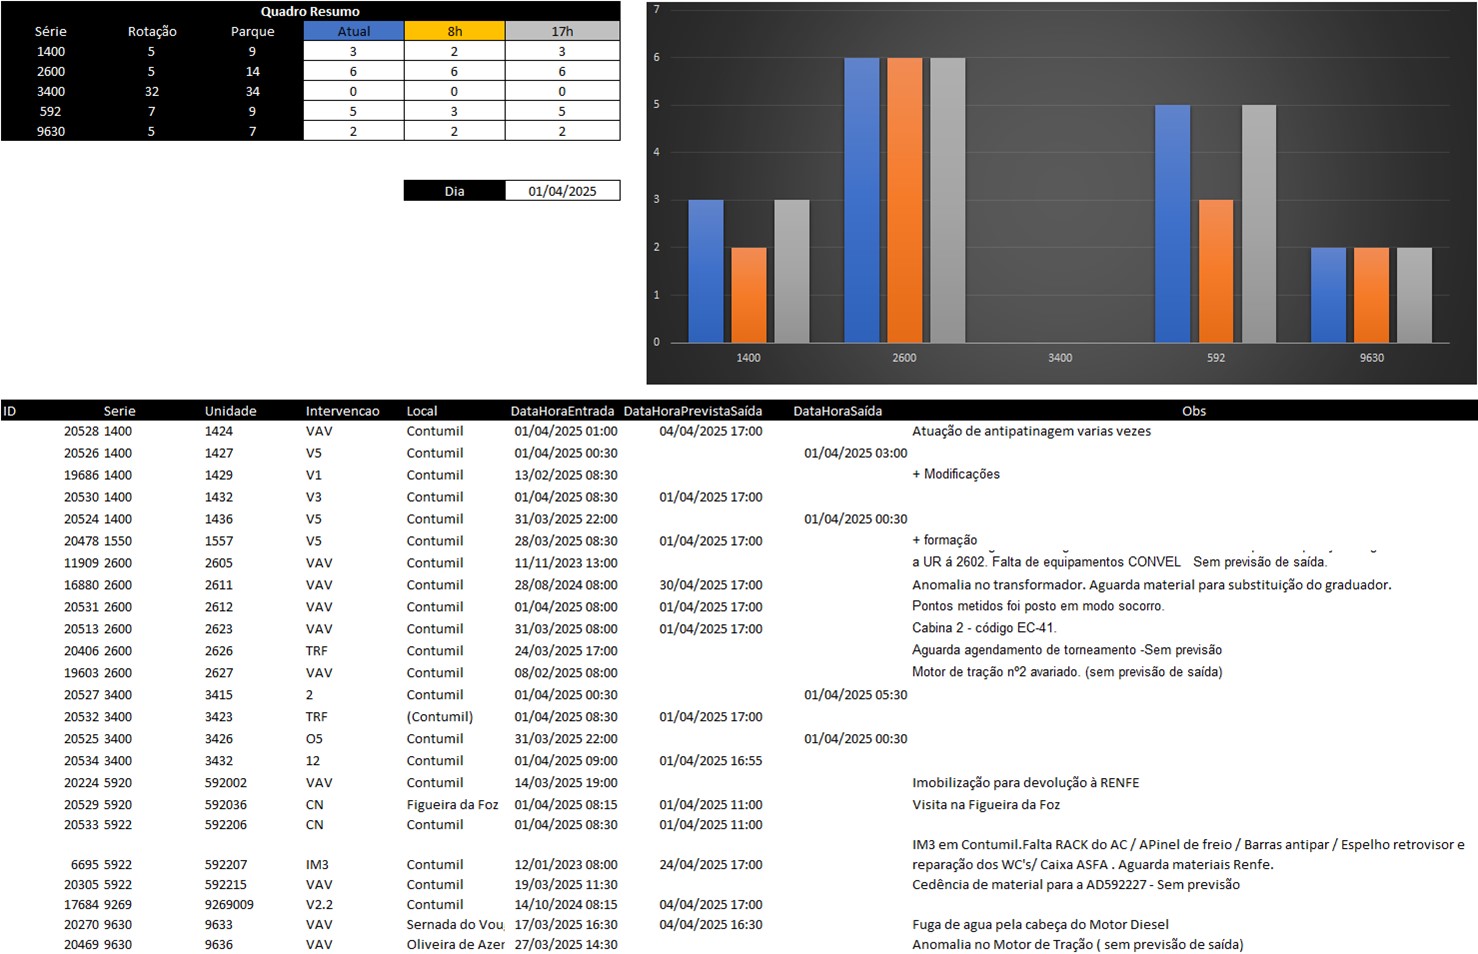 Quadro Resumo
Série Rotação Parque Atual 8h 17h
1400 5 9 3 2 3
2600 5 14 6 6 6
3400 32 34 0 0 0
592 7 9 5 3 5
9630 5 7 2 2 2
Dia 01/04/2025
7
6
5
4
3
2
1
0
1400 2600 3400 592 9630
ID Serie Unidade Intervencao Local DataHoraEntrada DataHoraPrevistaSaída DataHoraSaída Obs
20528 1400 1424 VAV Contumil 01/04/2025 01:00 04/04/2025 17:00 Atuação de antipatinagem varias vezes
20526 1400 1427 V5 Contumil 01/04/2025 00:30 01/04/2025 03:00
19686 1400 1429 V1 Contumil 13/02/2025 08:30 + Modificações
20530 1400 1432 V3 Contumil 01/04/2025 08:30 01/04/2025 17:00
20524 1400 1436 V5 Contumil 31/03/2025 22:00 01/04/2025 00:30
20478 1550 1557 V5 Contumil 28/03/2025 08:30 01/04/2025 17:00 + formação
11909 2600 2605 VAV Contumil 11/11/2023 13:00 a UR á 2602. Falta de equipamentos CONVEL Sem previsão de saída.
16880 2600 2611 VAV Contumil 28/08/2024 08:00 30/04/2025 17:00 Anomalia no transformador. Aguarda material para substituição do graduador.
20531 2600 2612 VAV Contumil 01/04/2025 08:00 01/04/2025 17:00 Pontos metidos foi posto em modo socorro.
20513 2600 2623 VAV Contumil 31/03/2025 08:00 01/04/2025 17:00 Cabina 2 - código EC-41.
20406 2600 2626 TRF Contumil 24/03/2025 17:00 Aguarda agendamento de torneamento -Sem previsão
19603 2600 2627 VAV Contumil 08/02/2025 08:00 Motor de tração nº2 avariado. (sem previsão de saída)
20527 3400 3415 2 Contumil 01/04/2025 00:30 01/04/2025 05:30
20532 3400 3423 TRF (Contumil) 01/04/2025 08:30 01/04/2025 17:00
20525 3400 3426 O5 Contumil 31/03/2025 22:00 01/04/2025 00:30
20534 3400 3432 12 Contumil 01/04/2025 09:00 01/04/2025 16:55
20224 5920 592002 VAV Contumil 14/03/2025 19:00 Imobilização para devolução à RENFE
20529 5920 592036 CN Figueira da Foz 01/04/2025 08:15 01/04/2025 11:00 Visita na Figueira da Foz
20533 5922 592206 CN Contumil 01/04/2025 08:30 01/04/2025 11:00
IM3 em Contumil.Falta RACK do AC / APinel de freio / Barras antipar / Espelho retrovisor e
6695 5922 592207 IM3 Contumil 12/01/2023 08:00 24/04/2025 17:00 reparação dos WC's/ Caixa ASFA . Aguarda materiais Renfe.
20305 5922 592215 VAV Contumil 19/03/2025 11:30 Cedência de material para a AD592227 - Sem previsão
17684 9269 9269009 V2.2 Contumil 14/10/2024 08:15 04/04/2025 17:00
20270 9630 9633 VAV Sernada do Vou 17/03/2025 16:30 04/04/2025 16:30 Fuga de agua pela cabeça do Motor Diesel
20469 9630 9636 VAV Oliveira de Azer 27/03/2025 14:30 Anomalia no Motor de Tração ( sem previsão de saída)